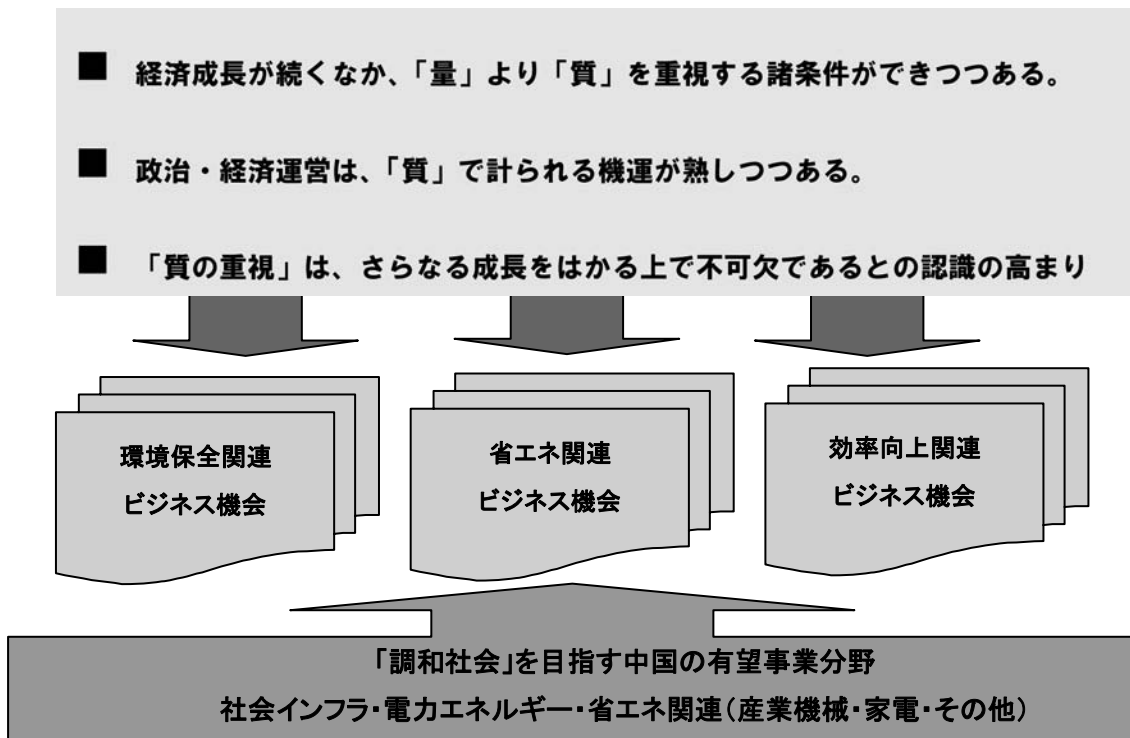 ■ 経済成長が続くなか、「量」より「質」を重視する諸条件ができつつある。
■ 政治・経済運営は、「質」で計られる機運が熟しつつある。
■ 「質の重視」は、さらなる成長をはかる上で不可欠であるとの認識の高まり
環境保全関連
ビジネス機会
省エネ関連
ビジネス機会
効率向上関連
ビジネス機会
「調和社会」を目指す中国の有望事業分野
社会インフラ・電力エネルギー・省エネ関連(産業機械・家電・その他)